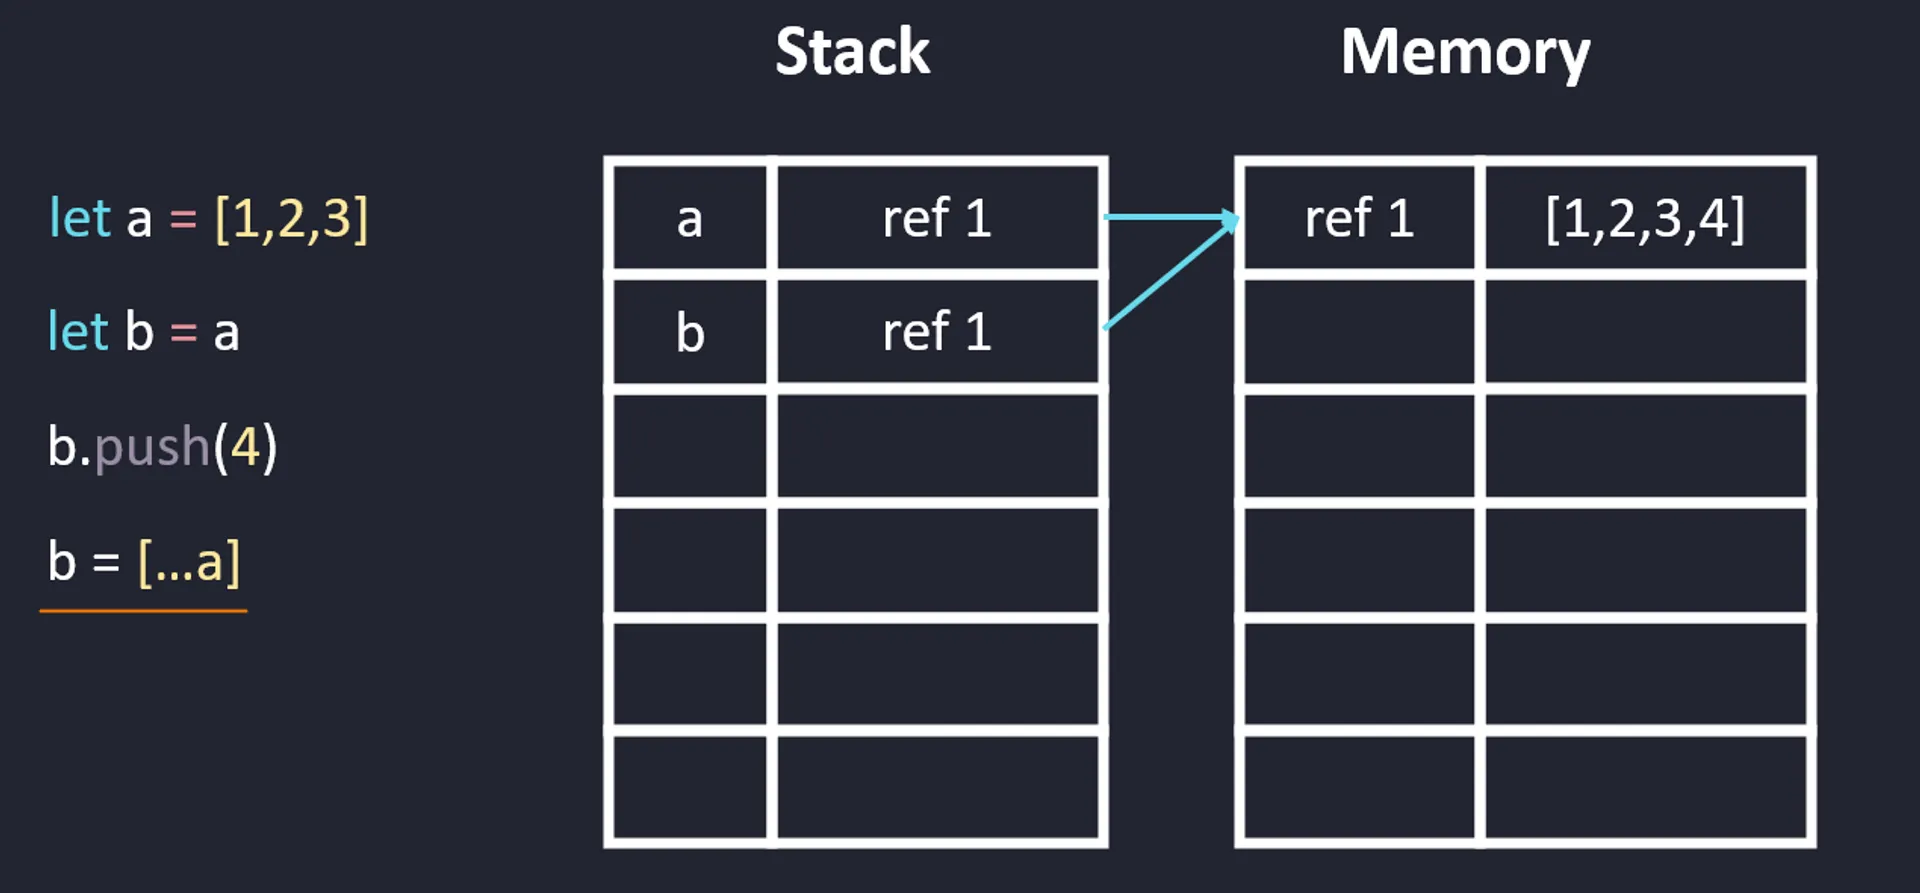 Stack
Memory
let a = [1,2,3]
a
ref 1
ref 1
[1,2,3,4]
let b = a
b
ref 1
b.push(4)
b = [...a]